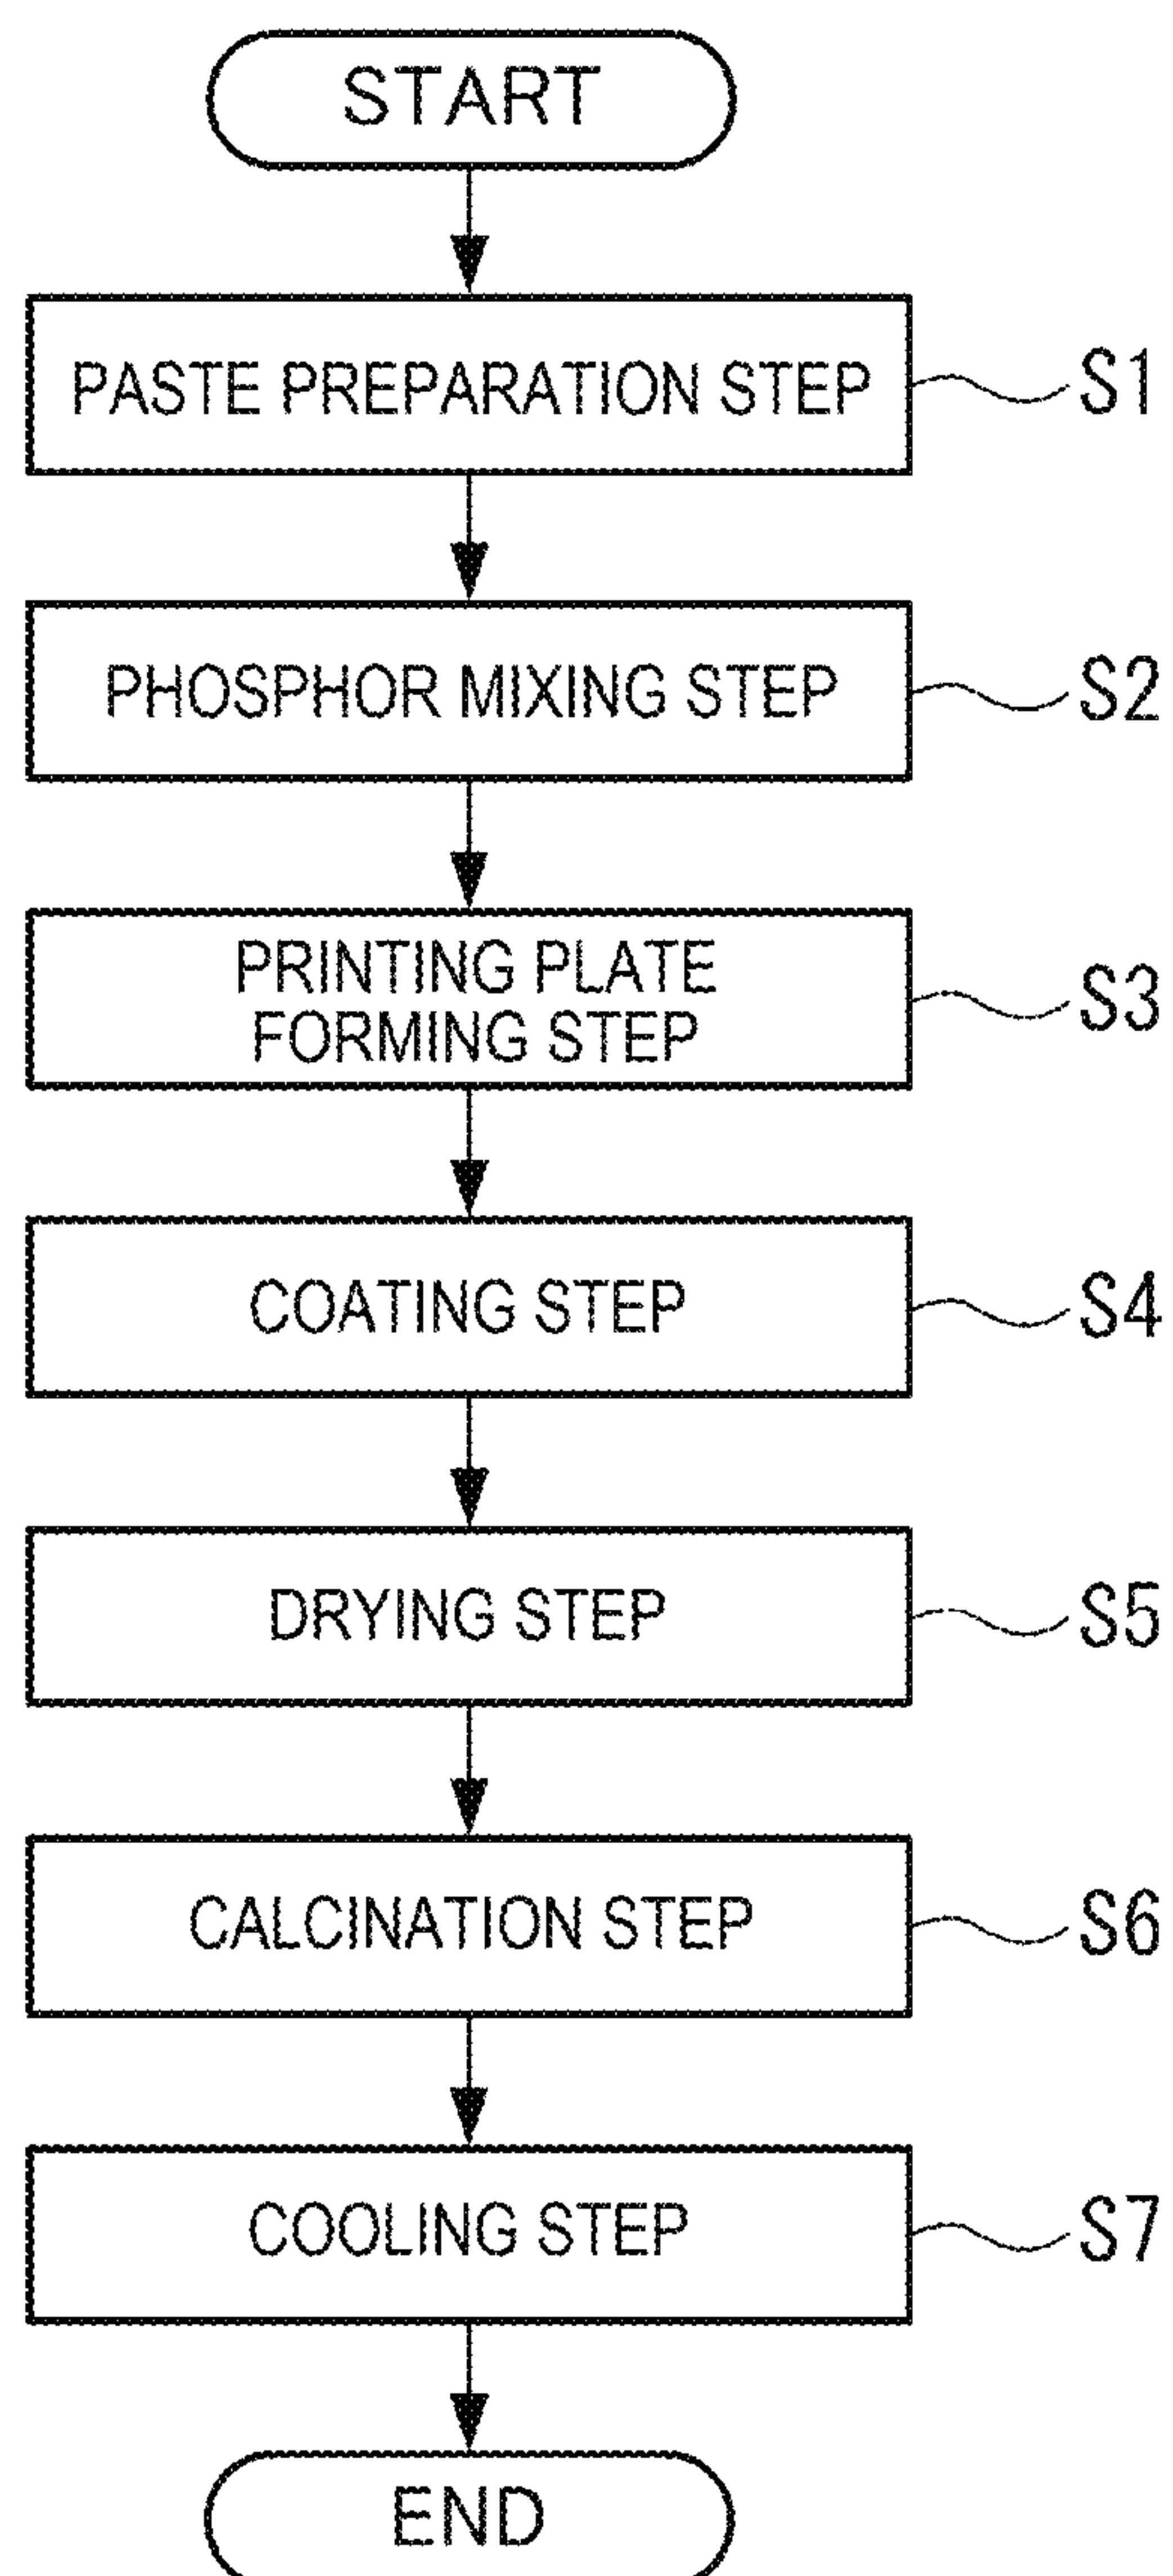 START
PASTE PREPARATION STEP
S1
PHOSPHOR MIXING STEP
S2
PRINTING PLATE
FORMING STEP
S3
COATING STEP
S4
DRYING STEP
S5
CALCINATION STEP
S6
COOLING STEP
S7
END